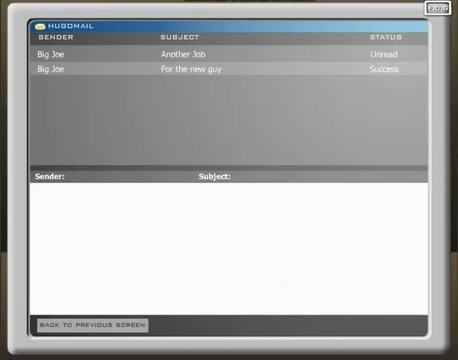 HUGOMAIL
SENDER SUBJECT STATUS
Big Joe Another Job Unread
Big Joe For the new guy Success
Sender: Subject:
BACK TO PREVIOUS SCREEN